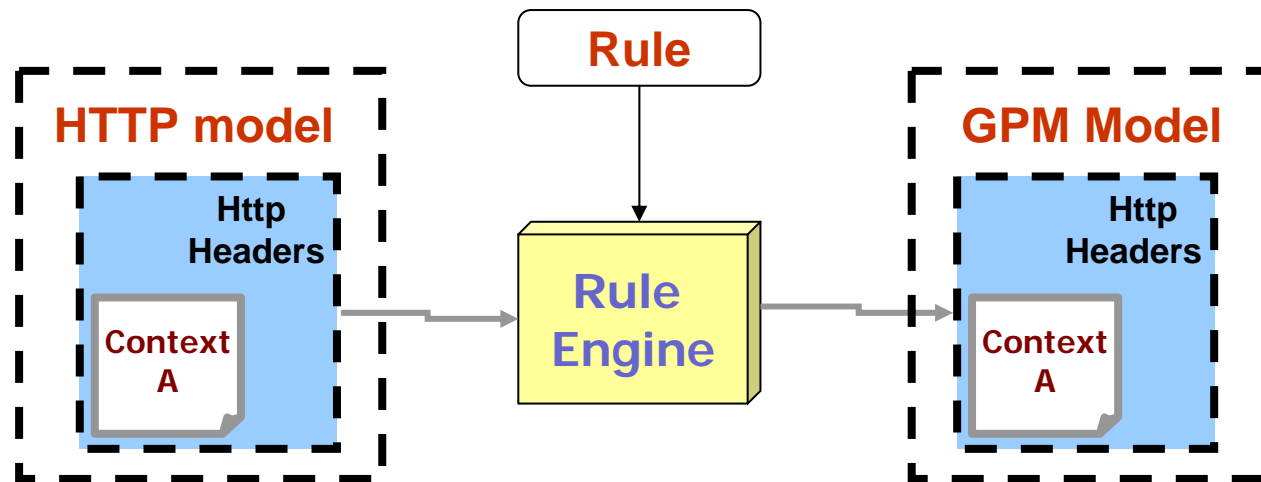 Rule
HTTP model
Http
Headers
Context
A
Rule
Engine
GPM Model
Http
Headers
Context
A